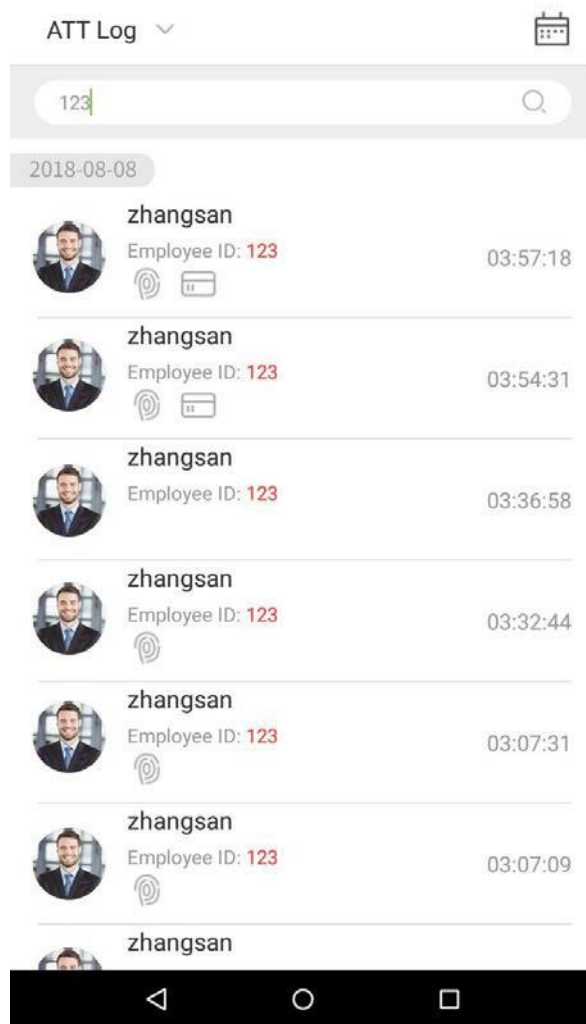 ATT Log
123
2018-08-08
zhangsan
Employee ID: 123
03:57:18
zhangsan
Employee ID: 123
03:54:31
zhangsan
Employee ID: 123
03:36:58
zhangsan
Employee ID: 123
03:32:44
zhangsan
Employee ID: 123
03:07:31
zhangsan
Employee ID: 123
03:07:09
zhangsan